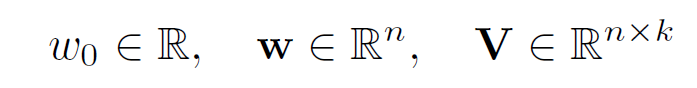 w₀ ∈ ℝ, 𝐰 ∈ ℝⁿ, 𝐕 ∈ ℝⁿˣᵏ